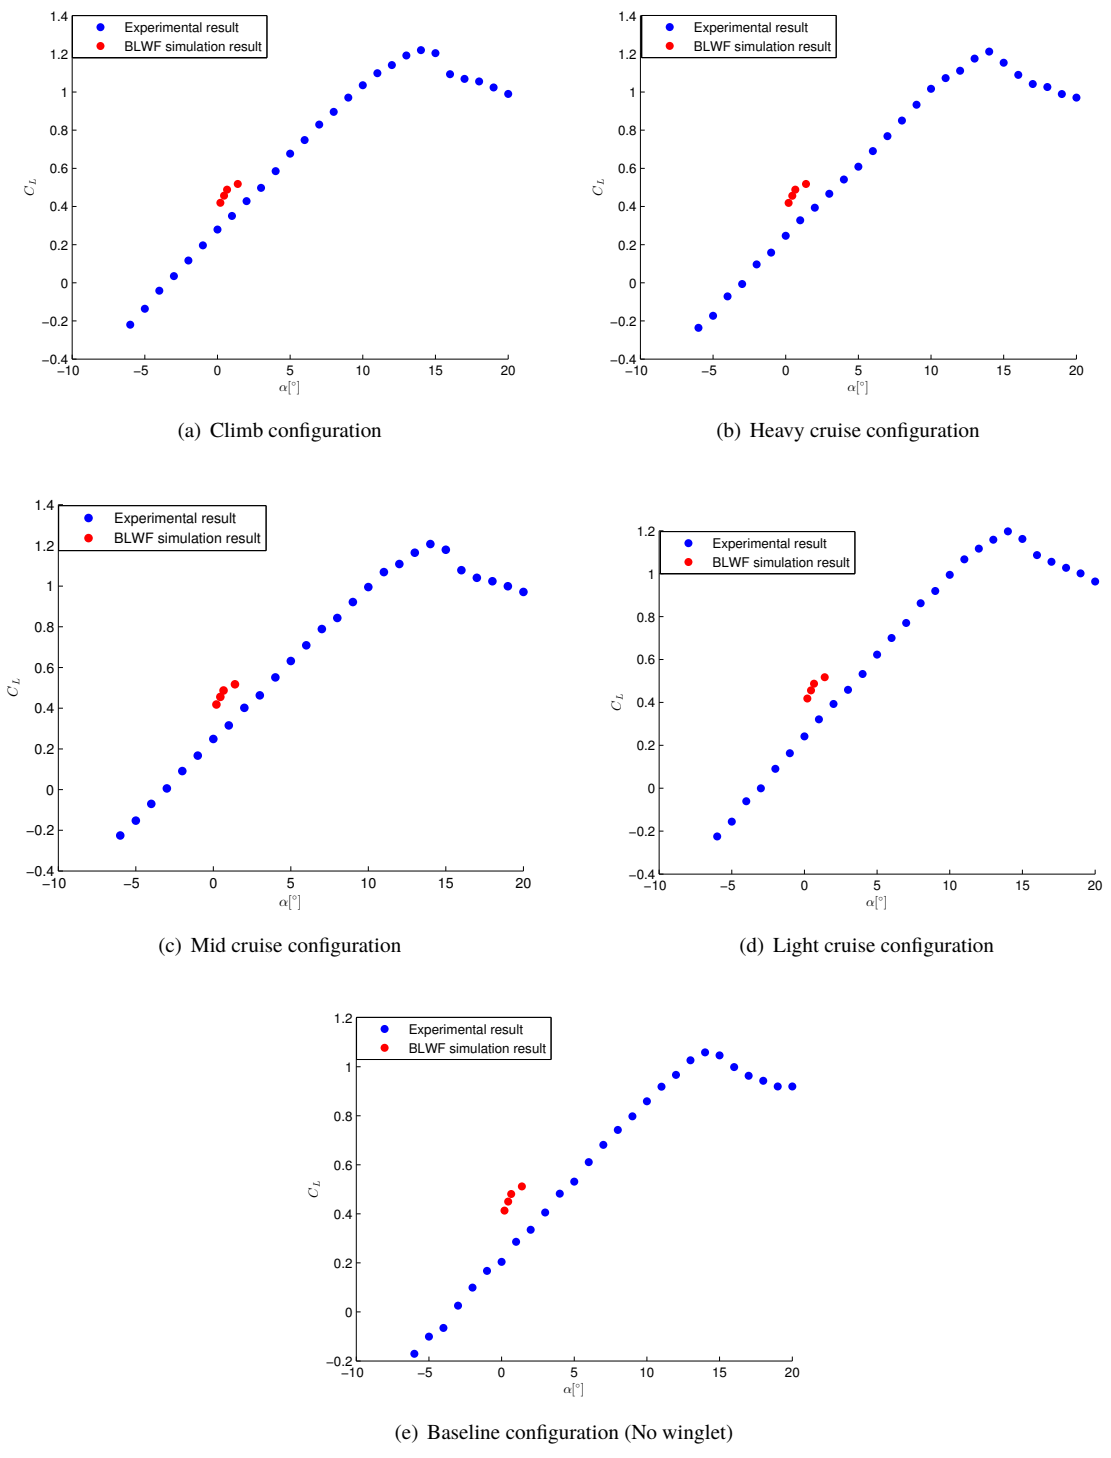 1.4
1.2
1
0.8
0.6
0.4
0.2
0
−0.2
−0.4
C_L
Experimental result
BLWF simulation result
−10 −5 0 5 10 15 20
α[°]
(a) Climb configuration
1.4
1.2
1
0.8
0.6
0.4
0.2
0
−0.2
−0.4
C_L
Experimental result
BLWF simulation result
−10 −5 0 5 10 15 20
α[°]
(b) Heavy cruise configuration
1.4
1.2
1
0.8
0.6
0.4
0.2
0
−0.2
−0.4
C_L
Experimental result
BLWF simulation result
−10 −5 0 5 10 15 20
α[°]
(c) Mid cruise configuration
1.2
1
0.8
0.6
0.4
0.2
0
−0.2
−0.4
C_L
Experimental result
BLWF simulation result
−10 −5 0 5 10 15 20
α[°]
(d) Light cruise configuration
1.2
1
0.8
0.6
0.4
0.2
0
−0.2
C_L
Experimental result
BLWF simulation result
−10 −5 0 5 10 15 20
α[°]
(e) Baseline configuration (No winglet)